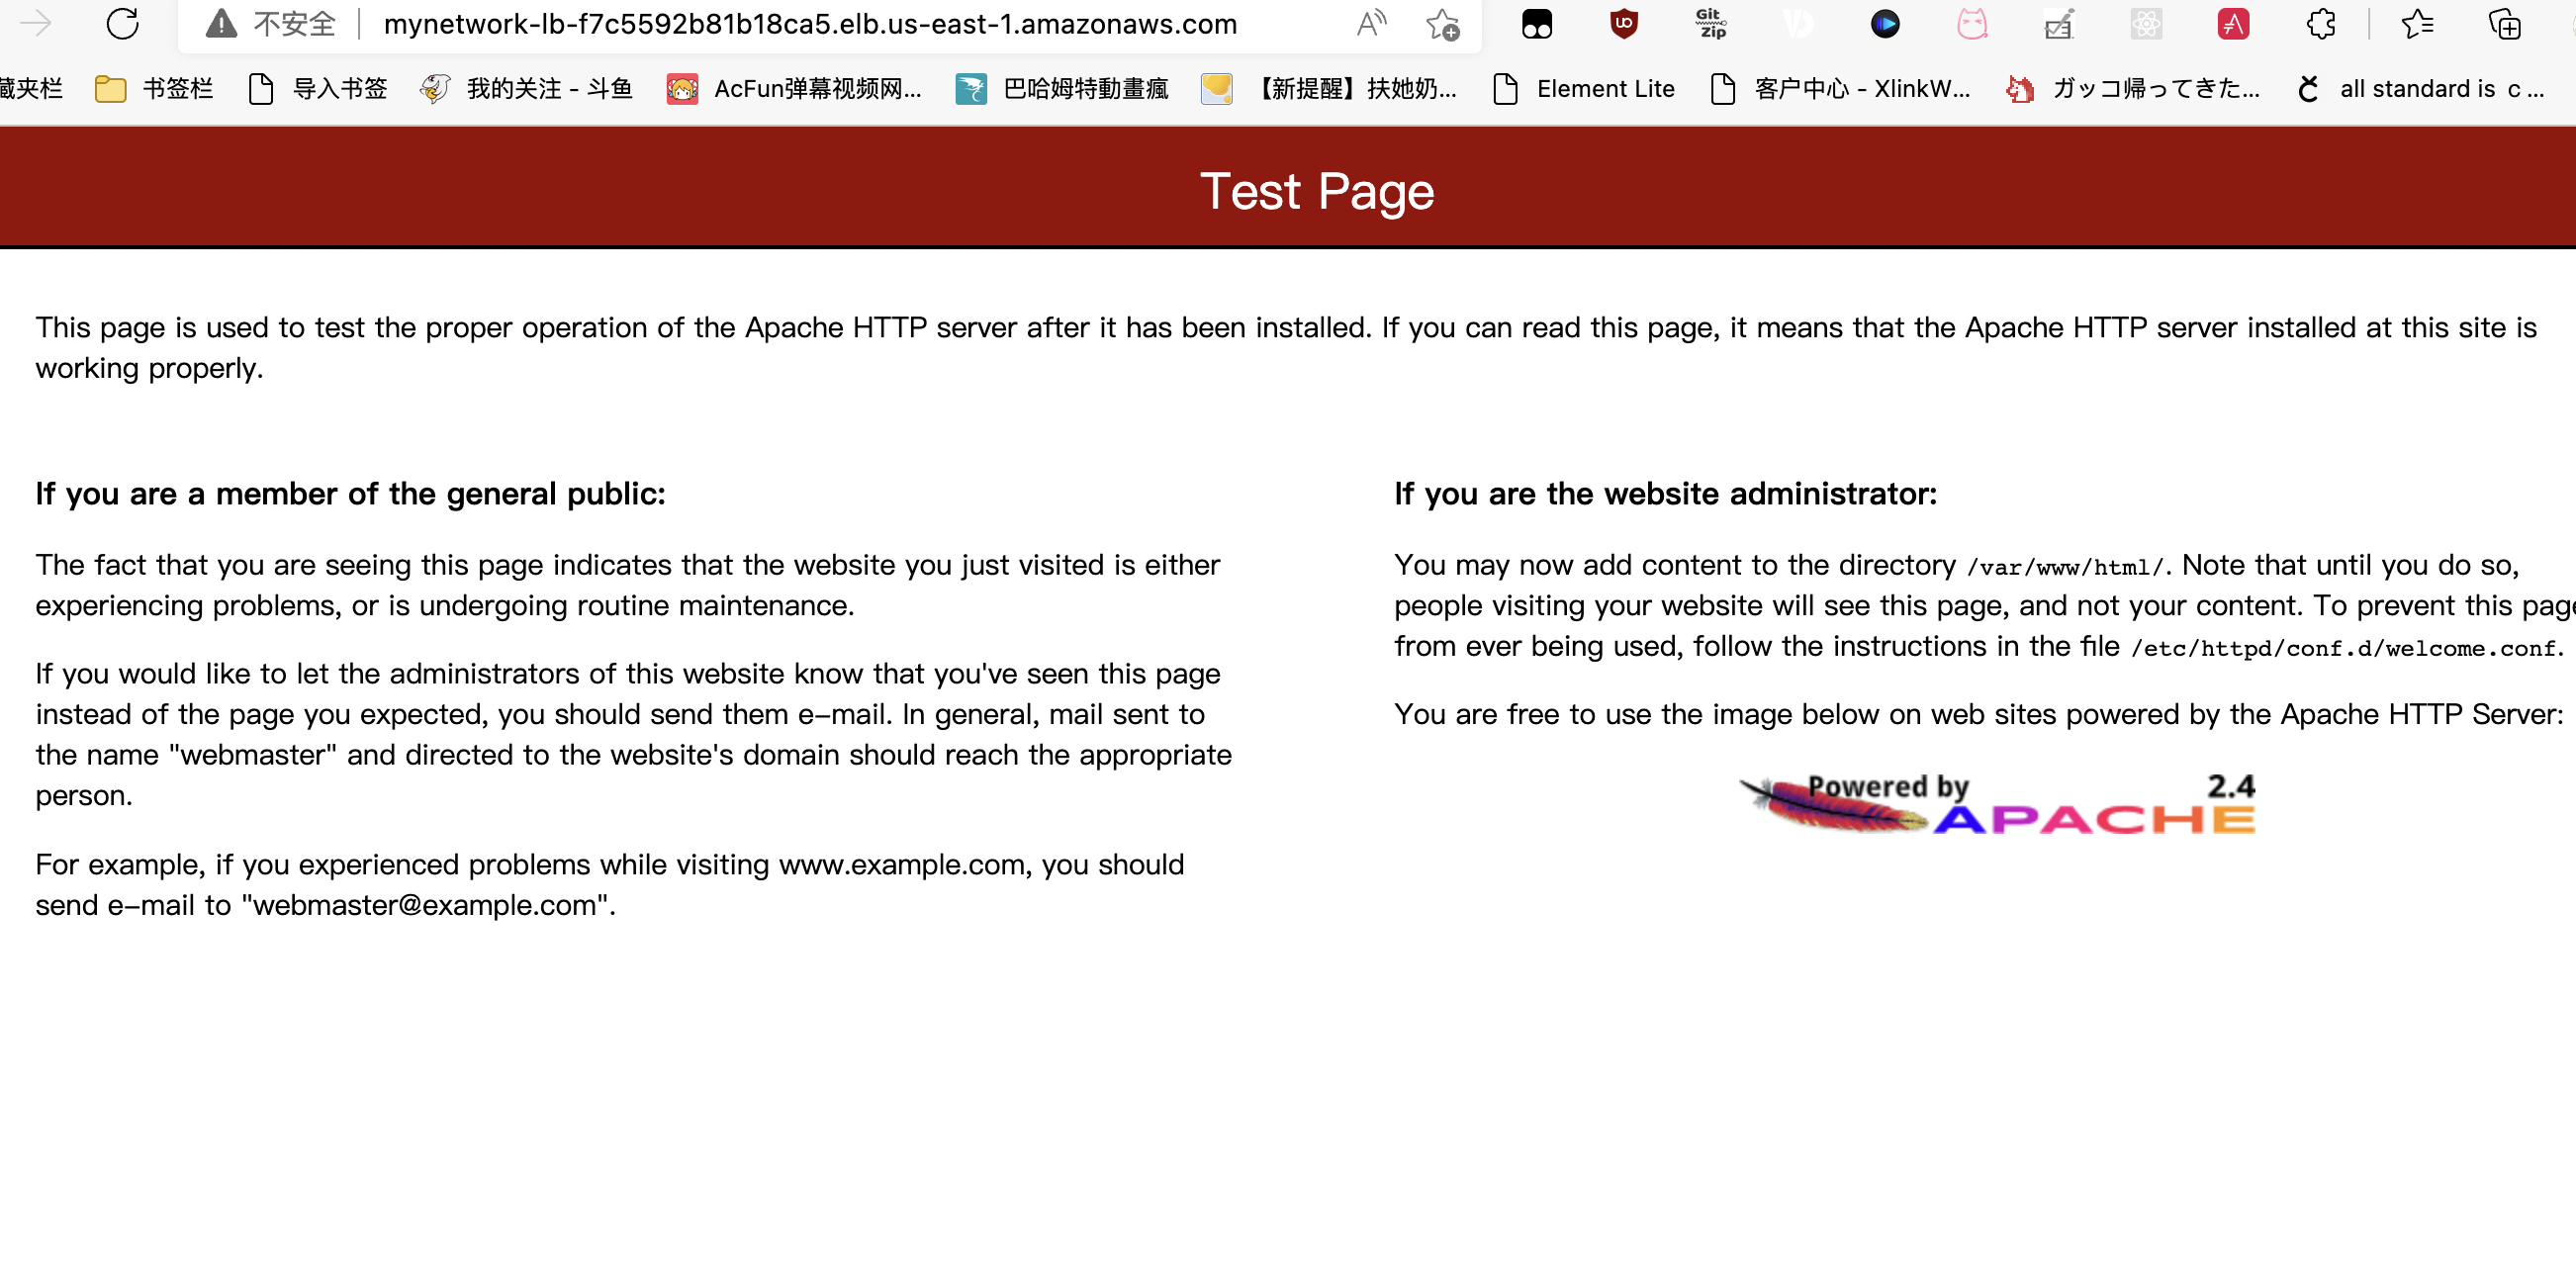 不安全 mynetwork-lb-f7c5592b81b18ca5.elb.us-east-1.amazonaws.com
藏夹栏 书签栏 导入书签 我的关注 - 斗鱼 AcFun弹幕视频网... 巴哈姆特動畫瘋 【新提醒】扶她奶... Element Lite 客户中心 - XlinkW... ガッコ帰ってきた... all standard is c ...
Test Page
This page is used to test the proper operation of the Apache HTTP server after it has been installed. If you can read this page, it means that the Apache HTTP server installed at this site is
working properly.
If you are a member of the general public:
The fact that you are seeing this page indicates that the website you just visited is either
experiencing problems, or is undergoing routine maintenance.
If you would like to let the administrators of this website know that you've seen this page
instead of the page you expected, you should send them e-mail. In general, mail sent to
the name "webmaster" and directed to the website's domain should reach the appropriate
person.
For example, if you experienced problems while visiting www.example.com, you should
send e-mail to "webmaster@example.com".
If you are the website administrator:
You may now add content to the directory /var/www/html/. Note that until you do so,
people visiting your website will see this page, and not your content. To prevent this page
from ever being used, follow the instructions in the file /etc/httpd/conf.d/welcome.conf.
You are free to use the image below on web sites powered by the Apache HTTP Server:
Powered by 2.4
APACHE